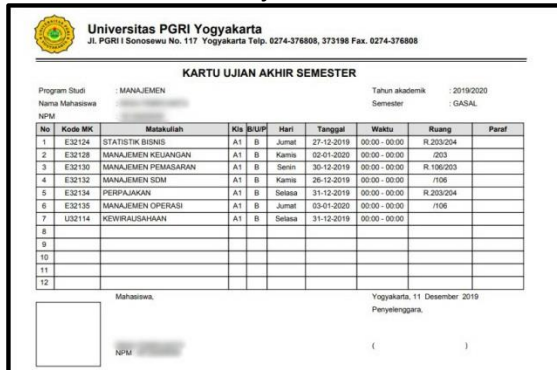 Universitas PGRI Yogyakarta
Jl. PGRI I Sonosewu No. 117 Yogyakarta Telp. 0274-376808, 373198 Fax. 0274-376808
KARTU UJIAN AKHIR SEMESTER
Program Studi : MANAJEMEN Tahun akademik : 2019/2020
Nama Mahasiswa : Semester : GASAL
NPM
No Kode MK Matakuliah Kls B/U/P Hari Tanggal Waktu Ruang Paraf
1 E32124 STATISTIK BISNIS A1 B Jumat 27-12-2019 00:00 - 00:00 R.203/204
2 E32128 MANAJEMEN KEUANGAN A1 B Kamis 02-01-2020 00:00 - 00:00 /203
3 E32130 MANAJEMEN PEMASARAN A1 B Senin 30-12-2019 00:00 - 00:00 R.106/203
4 E32132 MANAJEMEN SDM A1 B Kamis 26-12-2019 00:00 - 00:00 /106
5 E32134 PERPAJAKAN A1 B Selasa 31-12-2019 00:00 - 00:00 R.203/204
6 E32135 MANAJEMEN OPERASI A1 B Jumat 03-01-2020 00:00 - 00:00 /106
7 U32114 KEWIRAUSAHAAN A1 B Selasa 31-12-2019 00:00 - 00:00
8
9
10
11
12
Mahasiswa, Yogyakarta, 11 Desember 2019
Penyelenggara,
NPM ( )